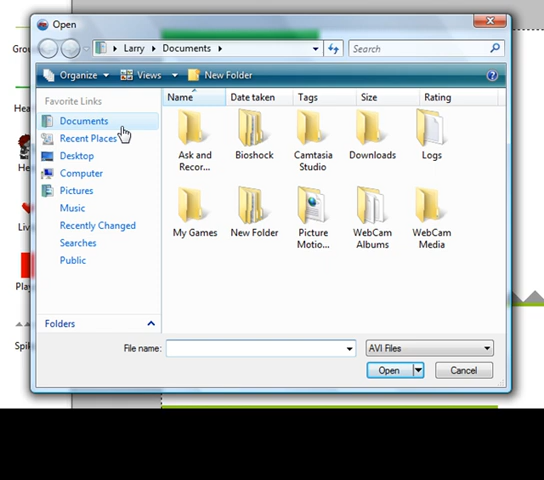 Open
Larry Documents
Search
Organize Views New Folder
Favorite Links
Documents
Recent Places
Desktop
Computer
Pictures
Music
Recently Changed
Searches
Public
Folders
Name Date taken Tags Size Rating
Ask and Recor...
Bioshock
Camtasia Studio
Downloads
Logs
My Games
New Folder
Picture Motio...
WebCam Albums
WebCam Media
File name:
AVI Files
Open
Cancel